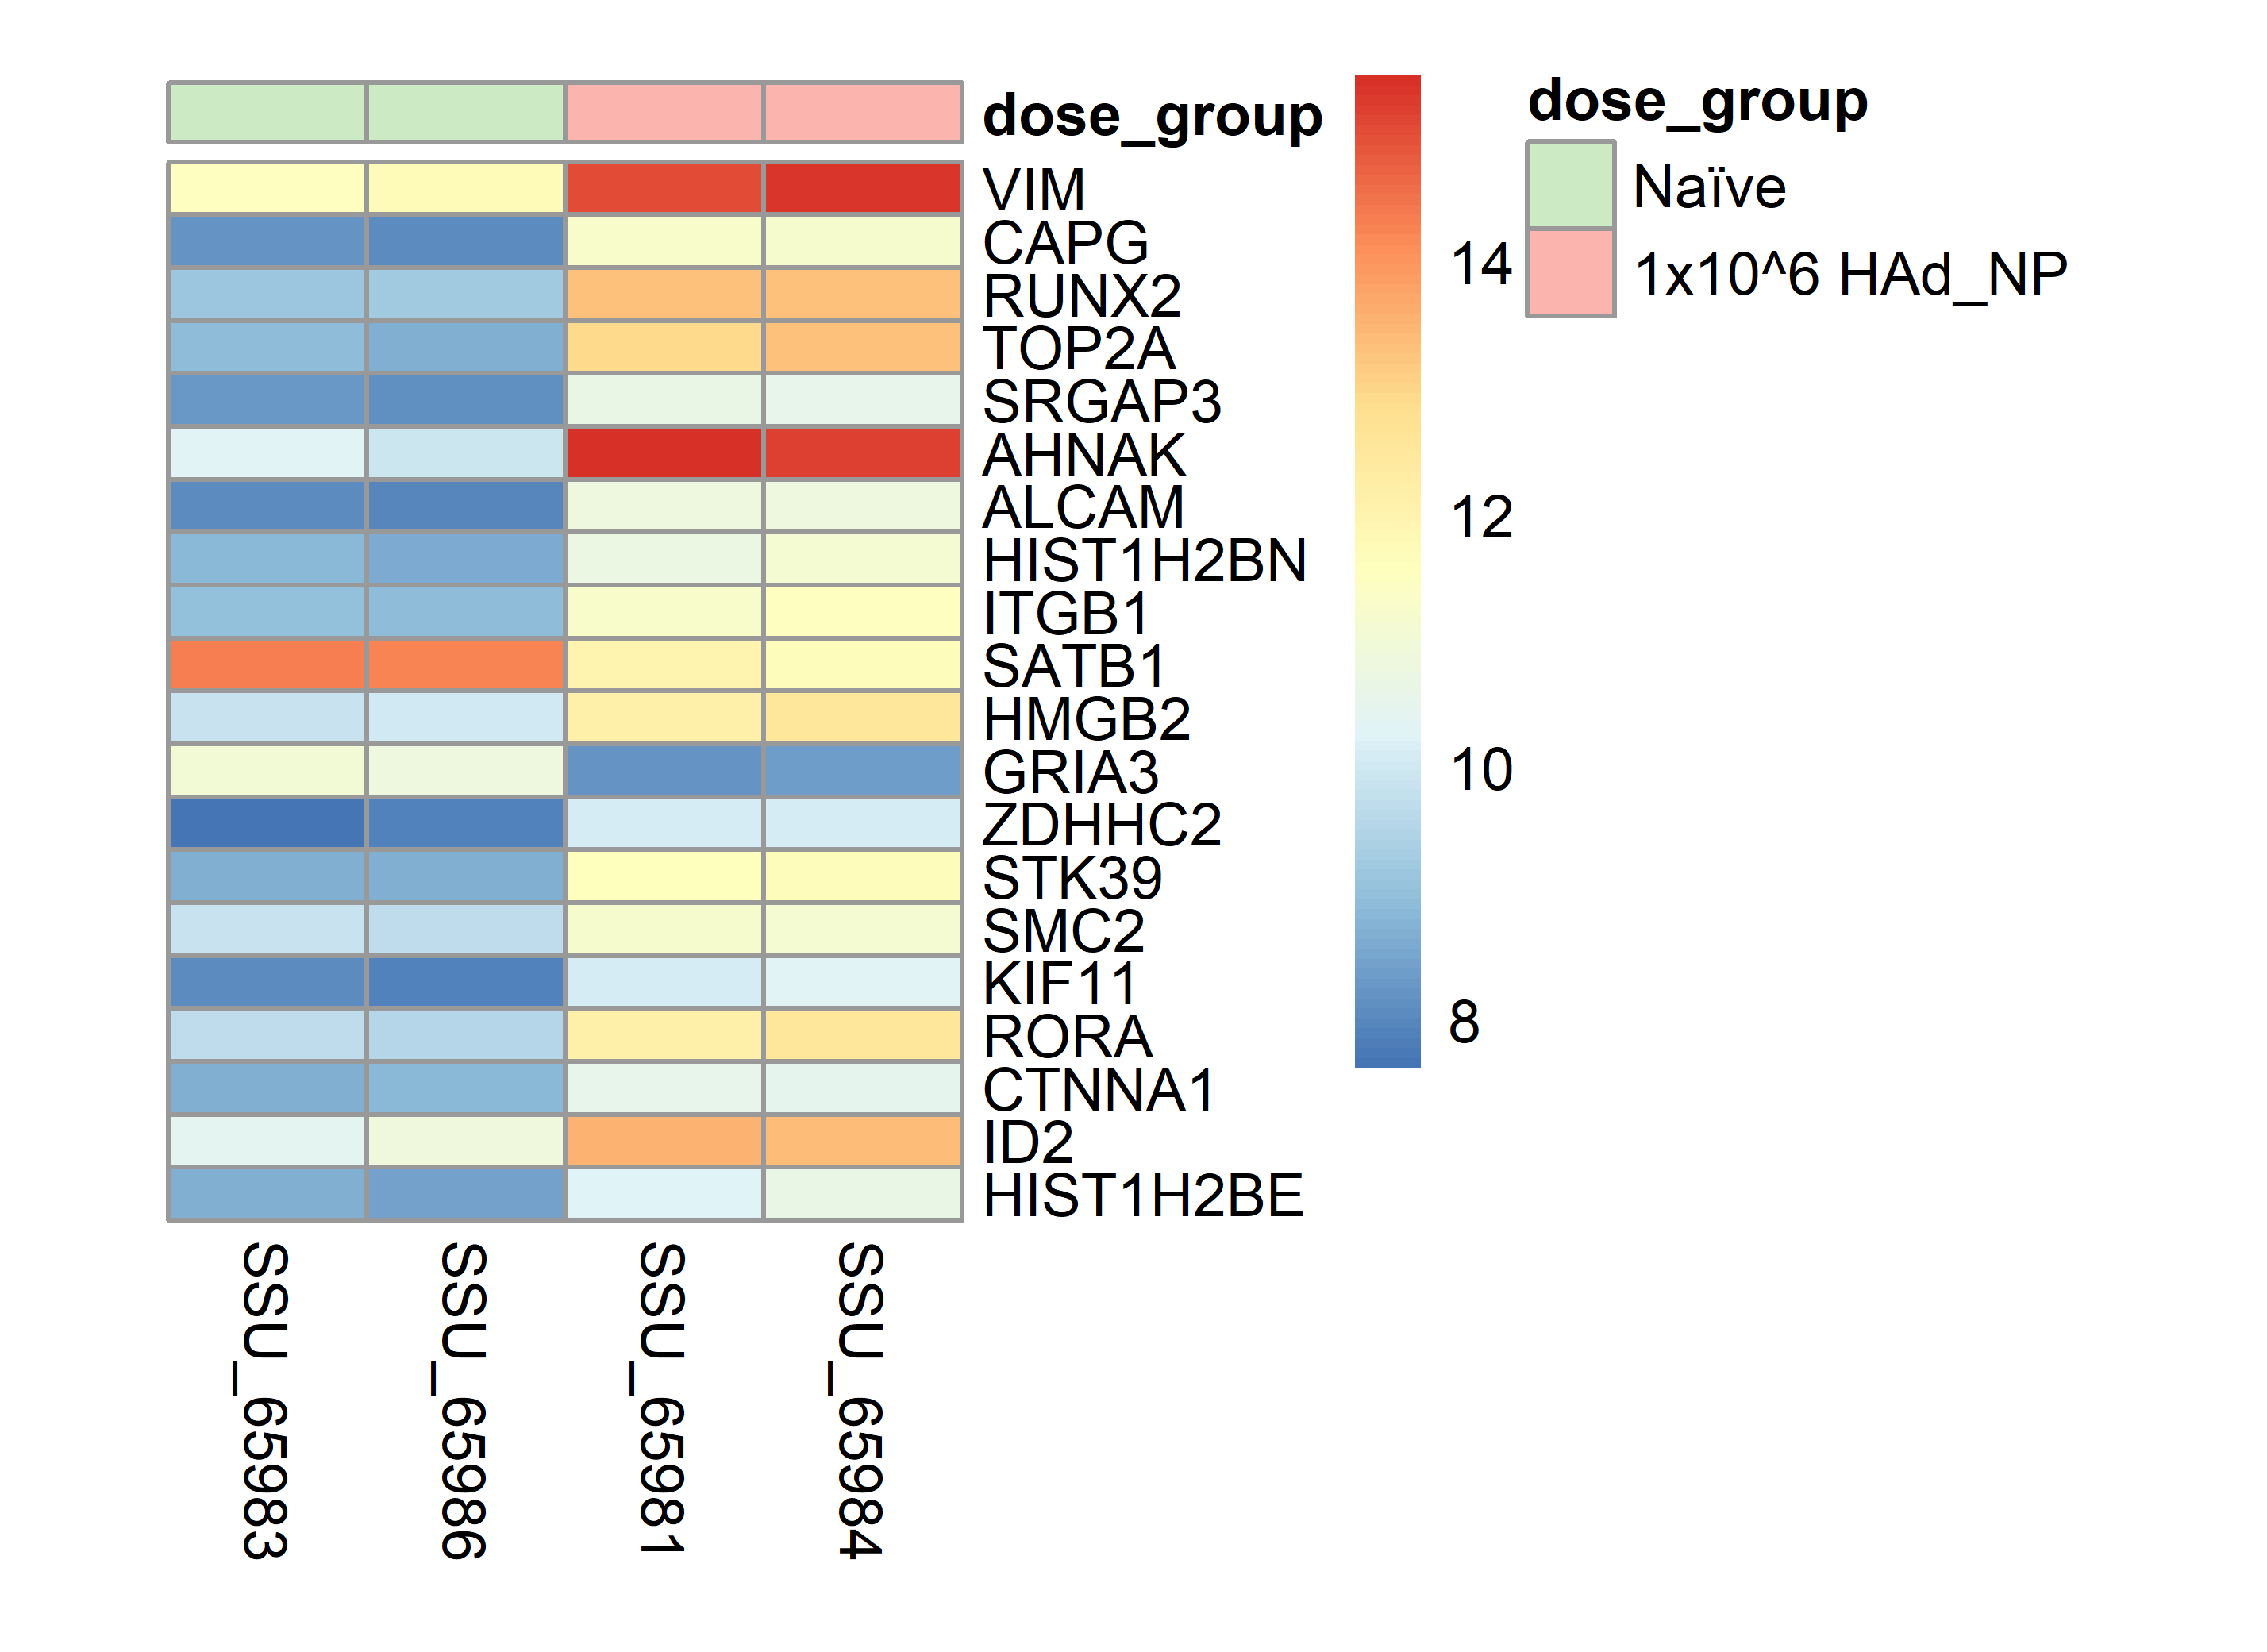 dose_group
VIM
CAPG
RUNX2
TOP2A
SRGAP3
AHNAK
ALCAM
HIST1H2BN
ITGB1
SATB1
HMGB2
GRIA3
ZDHHC2
STK39
SMC2
KIF11
RORA
CTNNA1
ID2
HIST1H2BE
SSU_65983
SSU_65986
SSU_65981
SSU_65984
14
12
10
8
dose_group
Naïve
1x10^6 HAd_NP